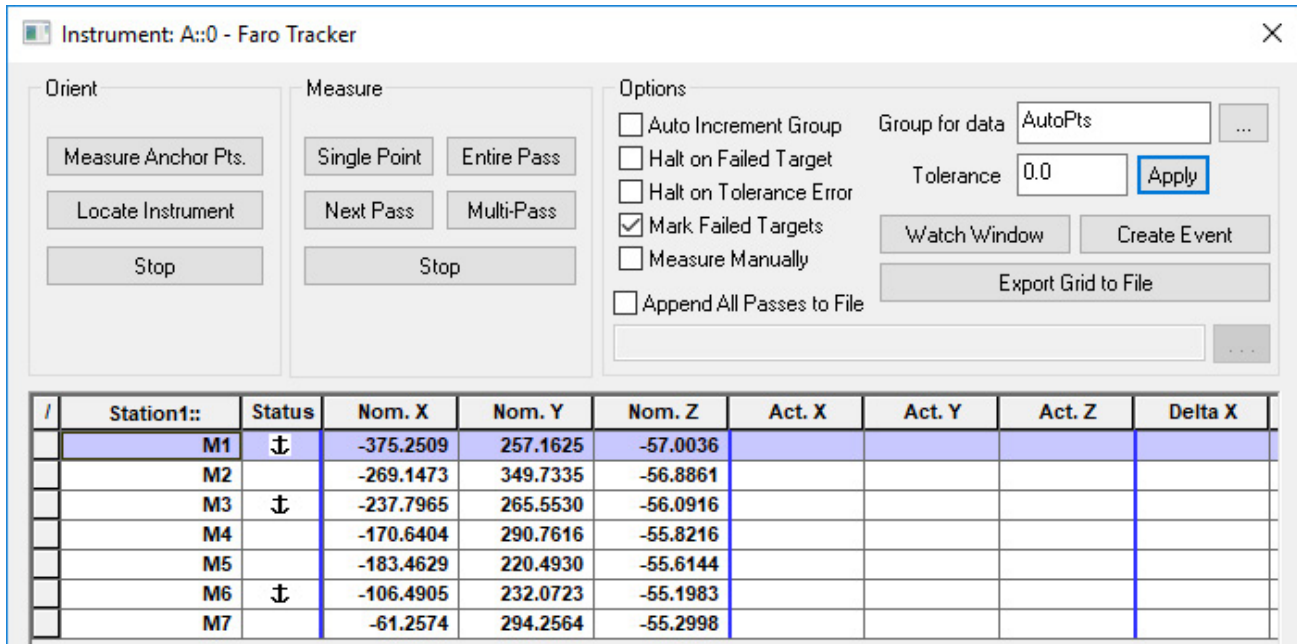 Instrument: A::0 - Faro Tracker
Orient
Measure Anchor Pts.
Locate Instrument
Stop
Measure
Single Point Entire Pass
Next Pass Multi-Pass
Stop
Options
Auto Increment Group
Halt on Failed Target
Halt on Tolerance Error
Mark Failed Targets
Measure Manually
Append All Passes to File
Group for data AutoPts ...
Tolerance 0.0 Apply
Watch Window Create Event
Export Grid to File
. . .
/ Station1:: Status Nom. X Nom. Y Nom. Z Act. X Act. Y Act. Z Delta X
M1 -375.2509 257.1625 -57.0036
M2 -269.1473 349.7335 -56.8861
M3 -237.7965 265.5530 -56.0916
M4 -170.6404 290.7616 -55.8216
M5 -183.4629 220.4930 -55.6144
M6 -106.4905 232.0723 -55.1983
M7 -61.2574 294.2564 -55.2998